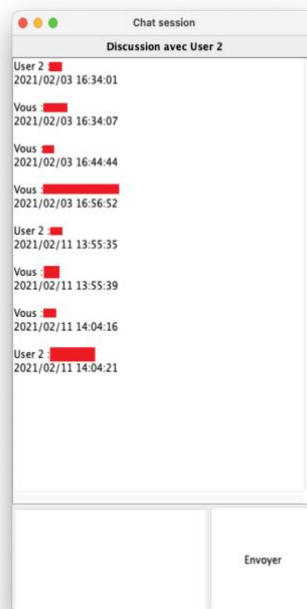 Chat session
Discussion avec User 2
User 2 :
2021/02/03 16:34:01
Vous :
2021/02/03 16:34:07
Vous :
2021/02/03 16:44:44
Vous :
2021/02/03 16:56:52
User 2 :
2021/02/11 13:55:35
Vous :
2021/02/11 13:55:39
Vous :
2021/02/11 14:04:16
User 2 :
2021/02/11 14:04:21
Envoyer